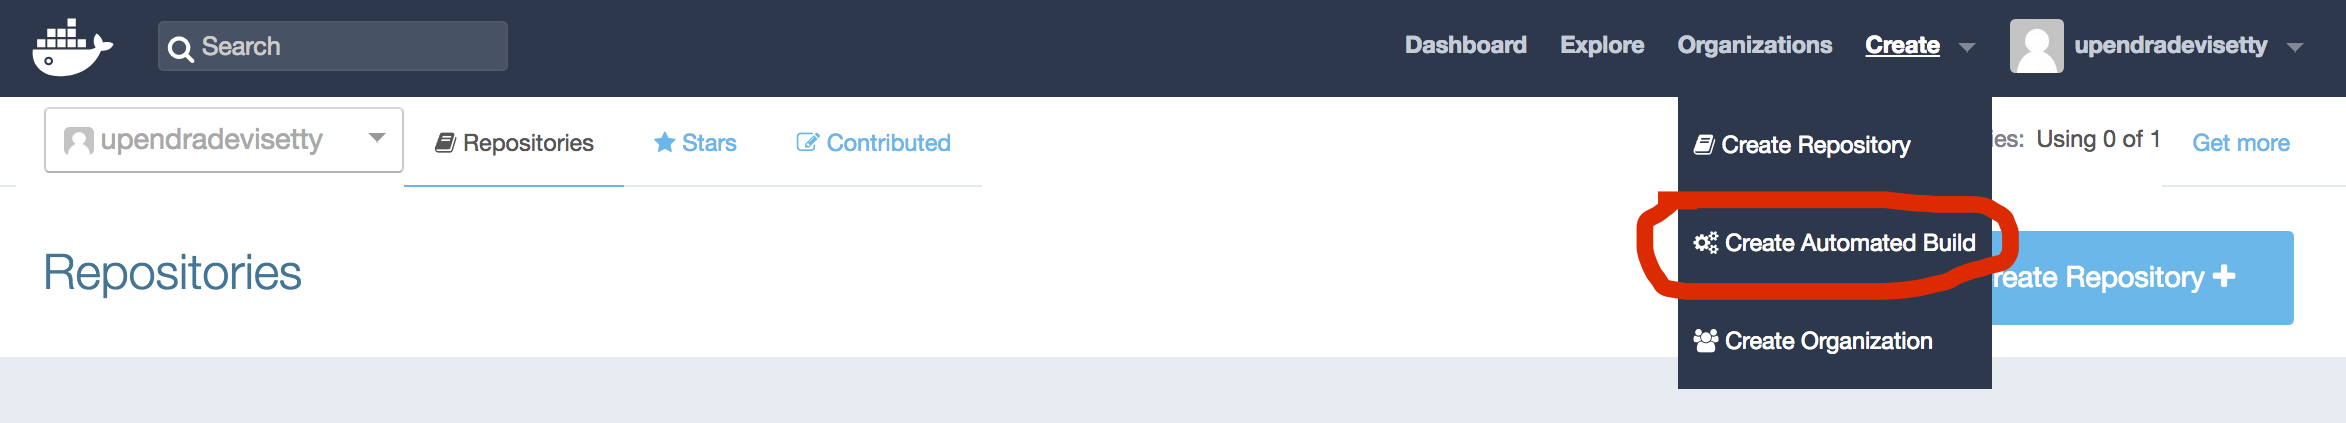 Search
Dashboard Explore Organizations Create upendradevisetty
upendradevisetty Repositories Stars Contributed
Create Repository
ies: Using 0 of 1 Get more
Create Automated Build
Repositories
reate Repository
Create Organization